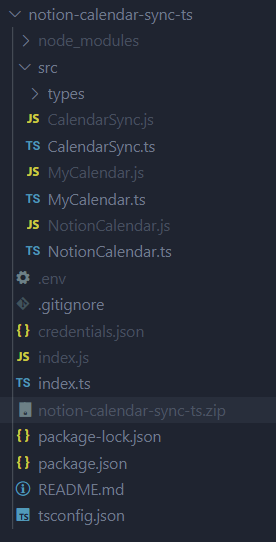 notion-calendar-sync-ts
node_modules
src
types
JS CalendarSync.js
TS CalendarSync.ts
JS MyCalendar.js
TS MyCalendar.ts
JS NotionCalendar.js
TS NotionCalendar.ts
.env
.gitignore
{} credentials.json
JS index.js
TS index.ts
notion-calendar-sync-ts.zip
{} package-lock.json
{} package.json
README.md
TS tsconfig.json